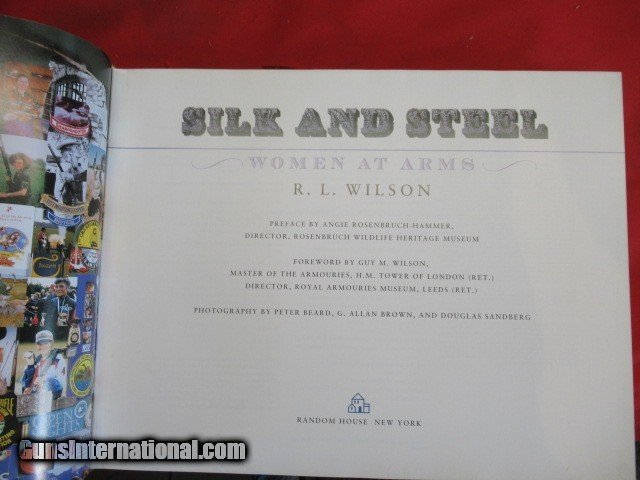 SILK AND STEEL
WOMEN AT ARMS
R. L. WILSON
PREFACE BY ANGIE ROSENBRUCH-HAMMER,
DIRECTOR, ROSENBRUCH WILDLIFE HERITAGE MUSEUM
FOREWORD BY GUY M. WILSON,
MASTER OF THE ARMOURIES, H.M. TOWER OF LONDON (RET.)
DIRECTOR, ROYAL ARMOURIES MUSEUM, LEEDS (RET.)
PHOTOGRAPHY BY PETER BEARD, G. ALLAN BROWN, AND DOUGLAS SANDBERG
RANDOM HOUSE NEW YORK
GunsInternational.com